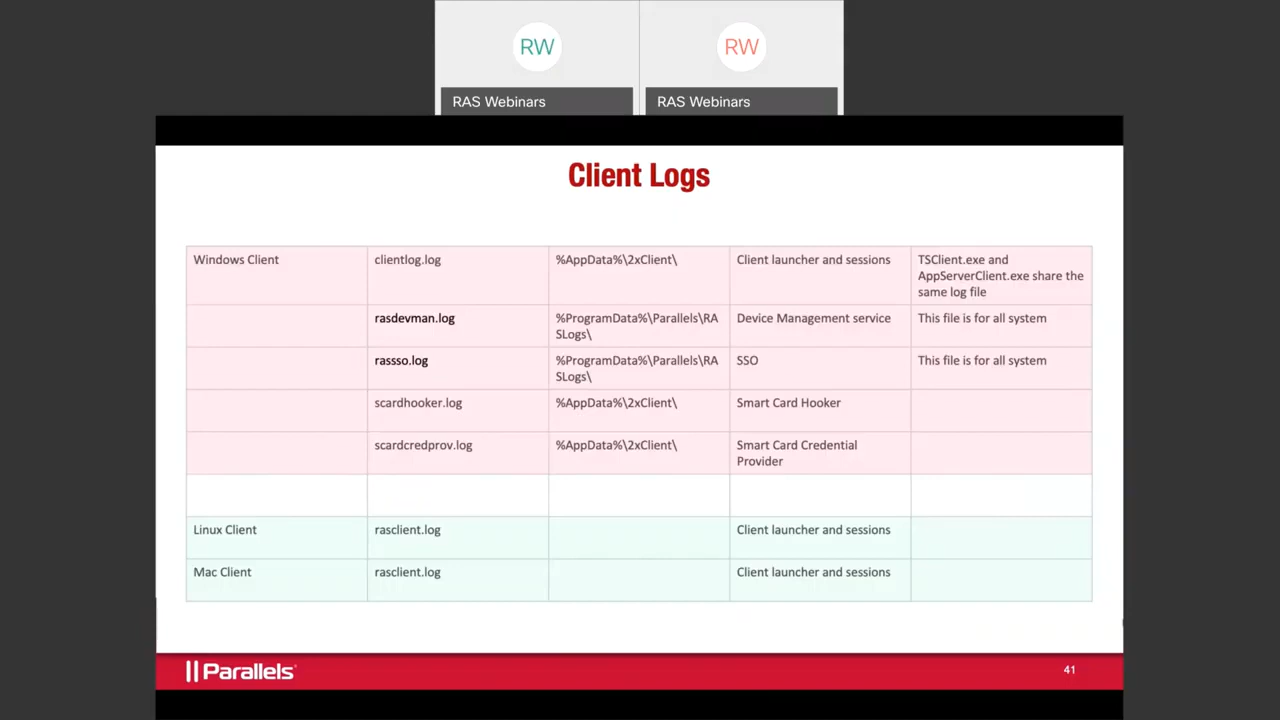 RW
RW
RAS Webinars
RAS Webinars
Client Logs
Windows Client
clientlog.log
%AppData%\2xClient\
Client launcher and sessions
TSClient.exe and
AppServerClient.exe share the
same log file
rasdevman.log
%ProgramData%\Parallels\RA
SLogs\
Device Management service
This file is for all system
rassso.log
%ProgramData%\Parallels\RA
SLogs\
SSO
This file is for all system
scardhooker.log
%AppData%\2xClient\
Smart Card Hooker
scardcredprov.log
%AppData%\2xClient\
Smart Card Credential
Provider
Linux Client
rasclient.log
Client launcher and sessions
Mac Client
rasclient.log
Client launcher and sessions
Parallels®
41